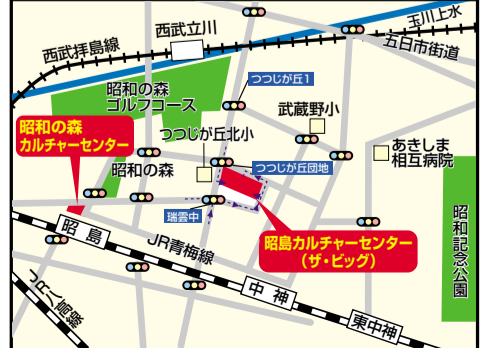 玉川上水
西武立川
西武拝島線
五日市街道
つつじが丘1
昭和の森
ゴルフコース
武蔵野小
昭和の森
カルチャーセンター
つつじが丘北小
あきしま
相互病院
昭和の森
つつじが丘団地
瑞雲中
昭和記念公園
昭島
JR青梅線
昭島カルチャーセンター
(ザ・ビッグ)
JR八高線
中神
東中神